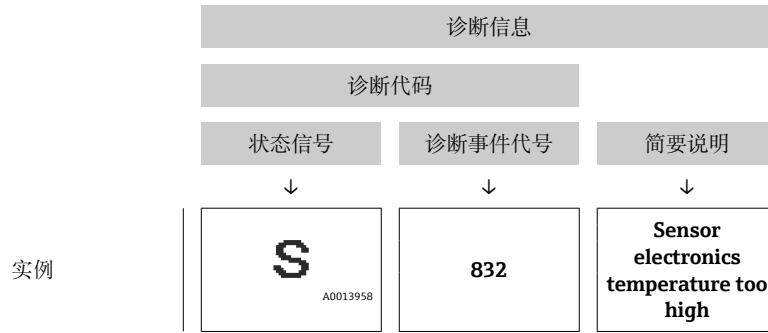 诊断信息
诊断代码
状态信号 诊断事件代号 简要说明
↓ ↓ ↓
实例
S
A0013958
832
Sensor
electronics
temperature too
high